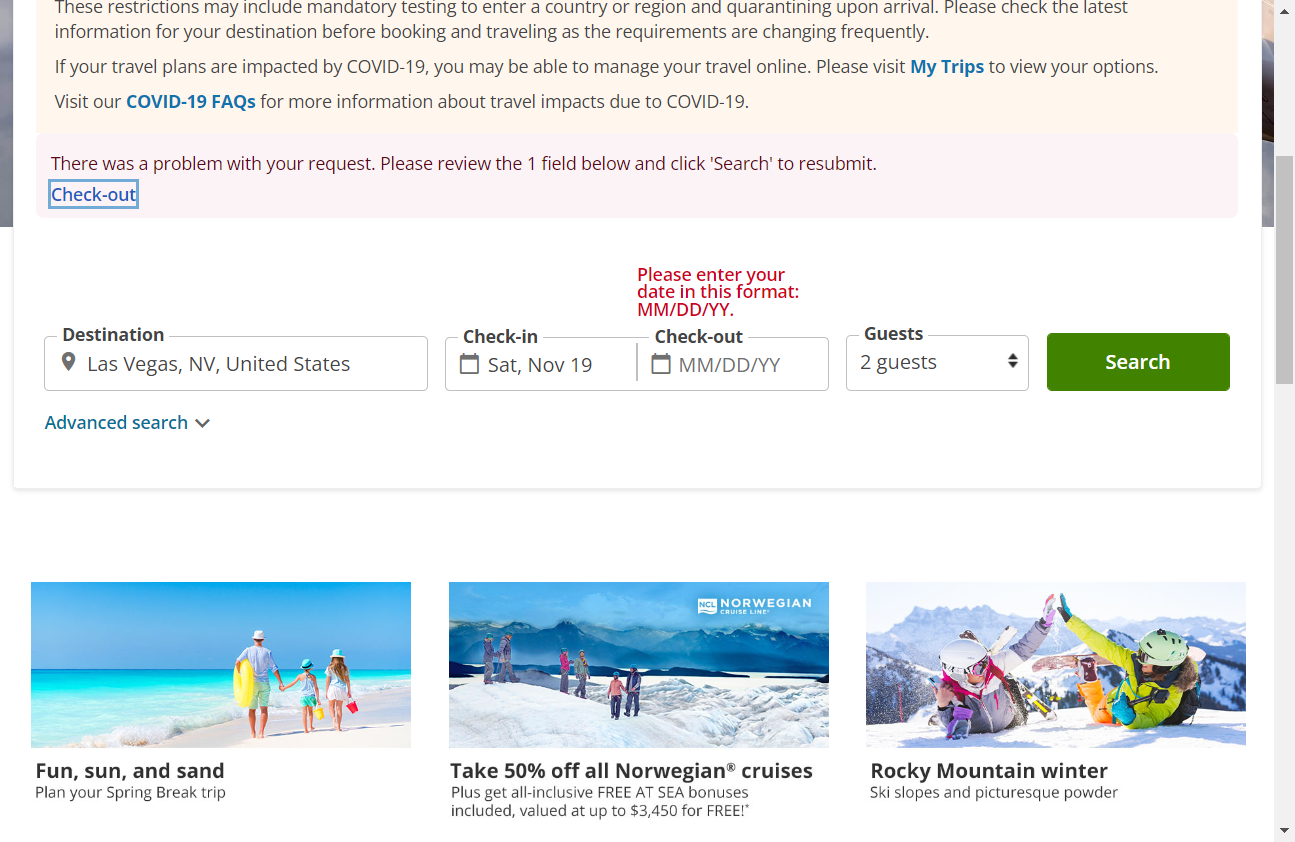 These restrictions may include mandatory testing to enter a country or region and quarantining upon arrival. Please check the latest
information for your destination before booking and traveling as the requirements are changing frequently.
If your travel plans are impacted by COVID-19, you may be able to manage your travel online. Please visit My Trips to view your options.
Visit our COVID-19 FAQs for more information about travel impacts due to COVID-19.
There was a problem with your request. Please review the 1 field below and click 'Search' to resubmit.
Check-out
Please enter your
date in this format:
MM/DD/YY.
Destination
Las Vegas, NV, United States
Check-in
Sat, Nov 19
Check-out
MM/DD/YY
Guests
2 guests
Search
Advanced search
NCL NORWEGIAN
CRUISE LINE®
Fun, sun, and sand
Plan your Spring Break trip
Take 50% off all Norwegian® cruises
Plus get all-inclusive FREE AT SEA bonuses
included, valued at up to $3,450 for FREE!*
Rocky Mountain winter
Ski slopes and picturesque powder